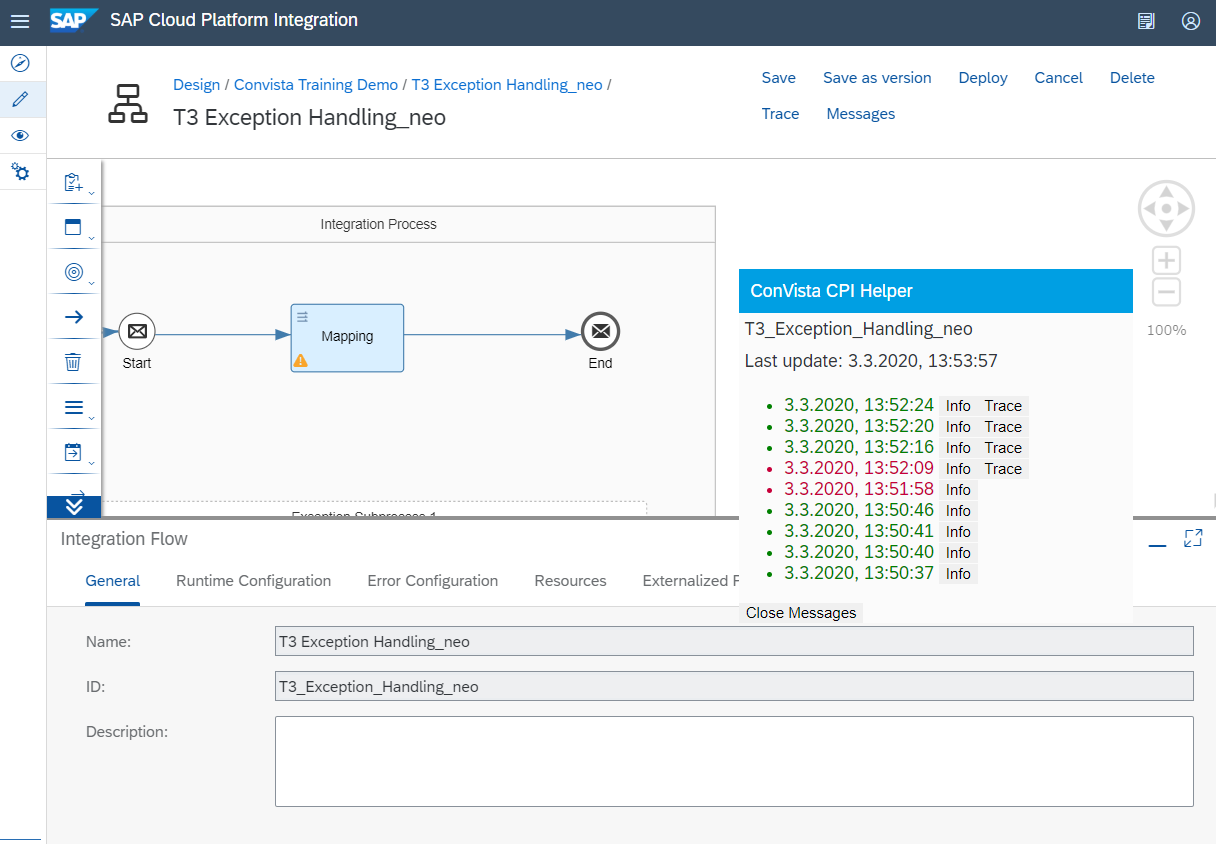 SAP SAP Cloud Platform Integration
Design / Convista Training Demo / T3 Exception Handling_neo /
T3 Exception Handling_neo
Save Save as version Deploy Cancel Delete
Trace Messages
Integration Process
Start
Mapping
End
100%
Exception Subprocess 1
ConVista CPI Helper
T3_Exception_Handling_neo
Last update: 3.3.2020, 13:53:57
3.3.2020, 13:52:24 Info Trace
3.3.2020, 13:52:20 Info Trace
3.3.2020, 13:52:16 Info Trace
3.3.2020, 13:52:09 Info Trace
3.3.2020, 13:51:58 Info
3.3.2020, 13:50:46 Info
3.3.2020, 13:50:41 Info
3.3.2020, 13:50:40 Info
3.3.2020, 13:50:37 Info
Close Messages
Integration Flow
General Runtime Configuration Error Configuration Resources Externalized
Name: T3 Exception Handling_neo
ID: T3_Exception_Handling_neo
Description: